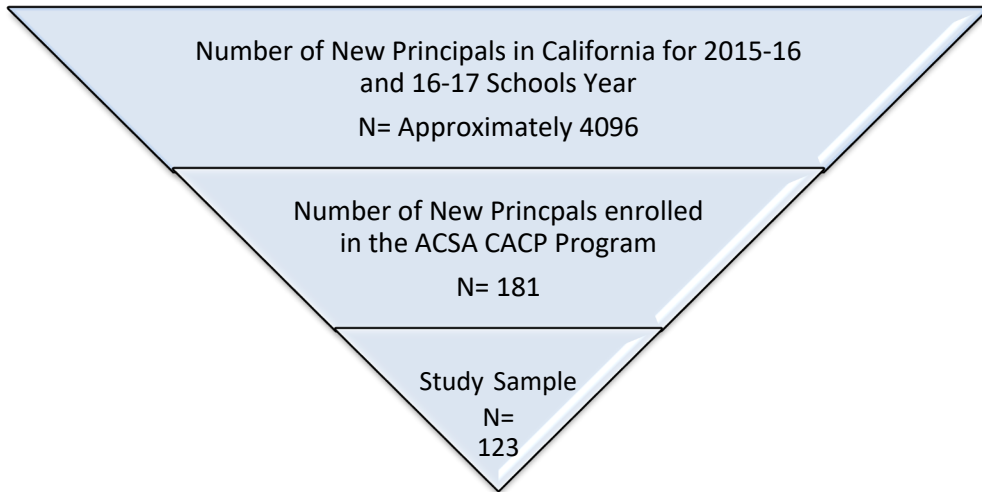 Number of New Principals in California for 2015-16
and 16-17 Schools Year
N= Approximately 4096
Number of New Princpals enrolled
in the ACSA CACP Program
N= 181
Study Sample
N=
123